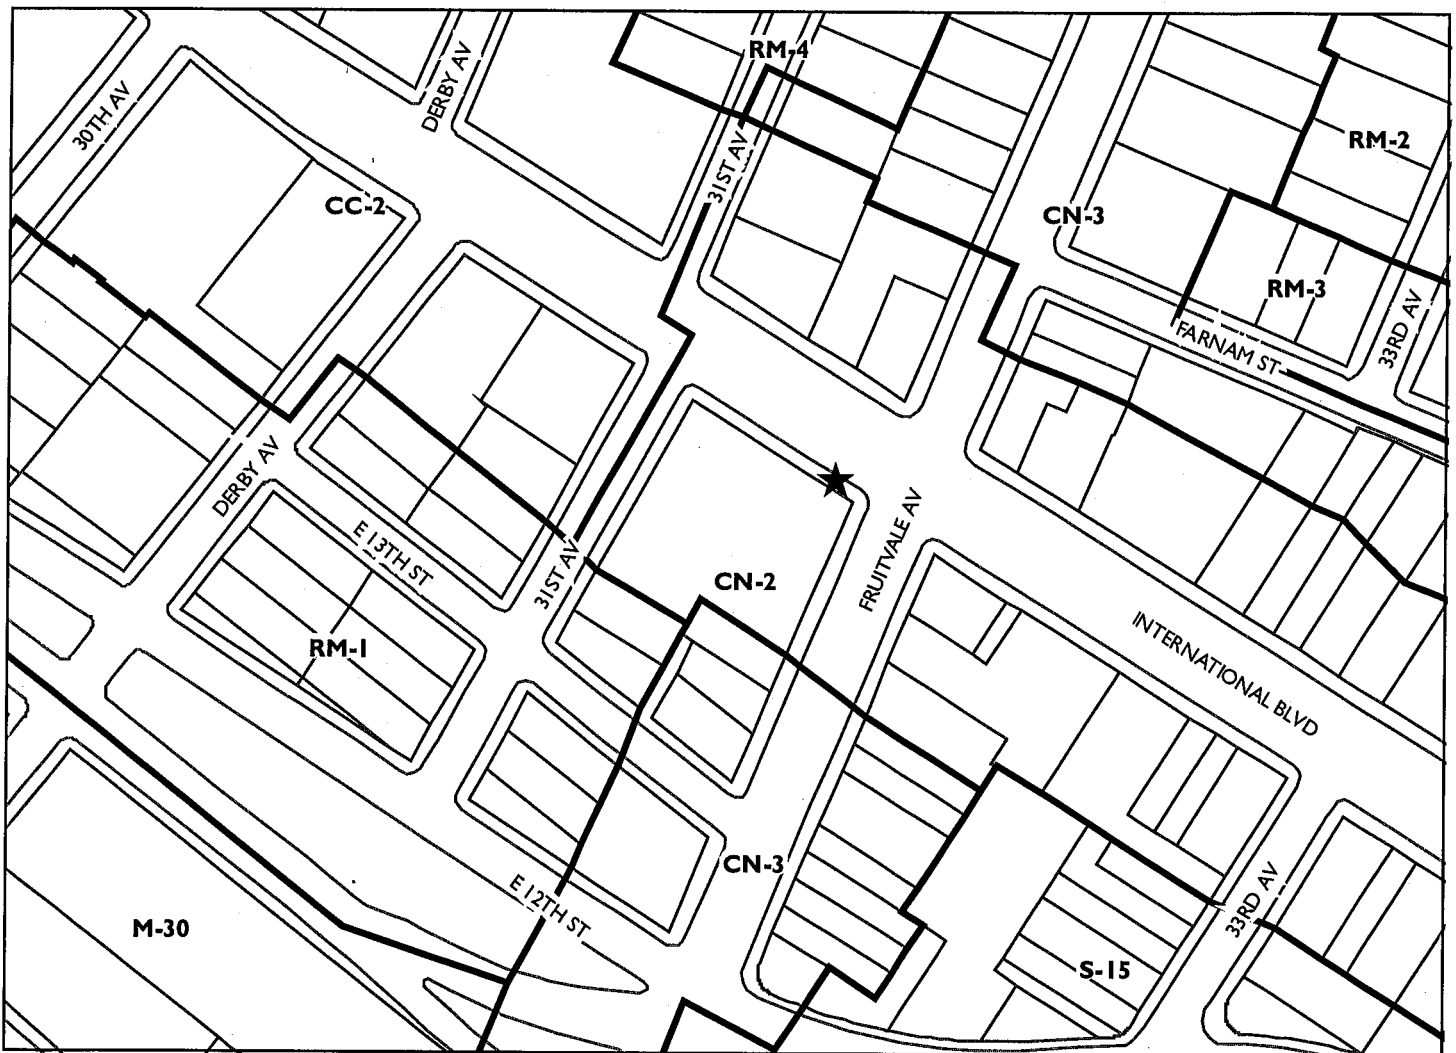 RM-4
DERBY AV
30TH AV
RM-2
31ST AV
CC-2
CN-3
RM-3
33RD AV
FARNAM ST
DERBY AV
E 13TH ST
31ST AV
FRUITVALE AV
CN-2
RM-1
INTERNATIONAL BLVD
CN-3
E 12TH ST
33RD AV
M-30
S-15